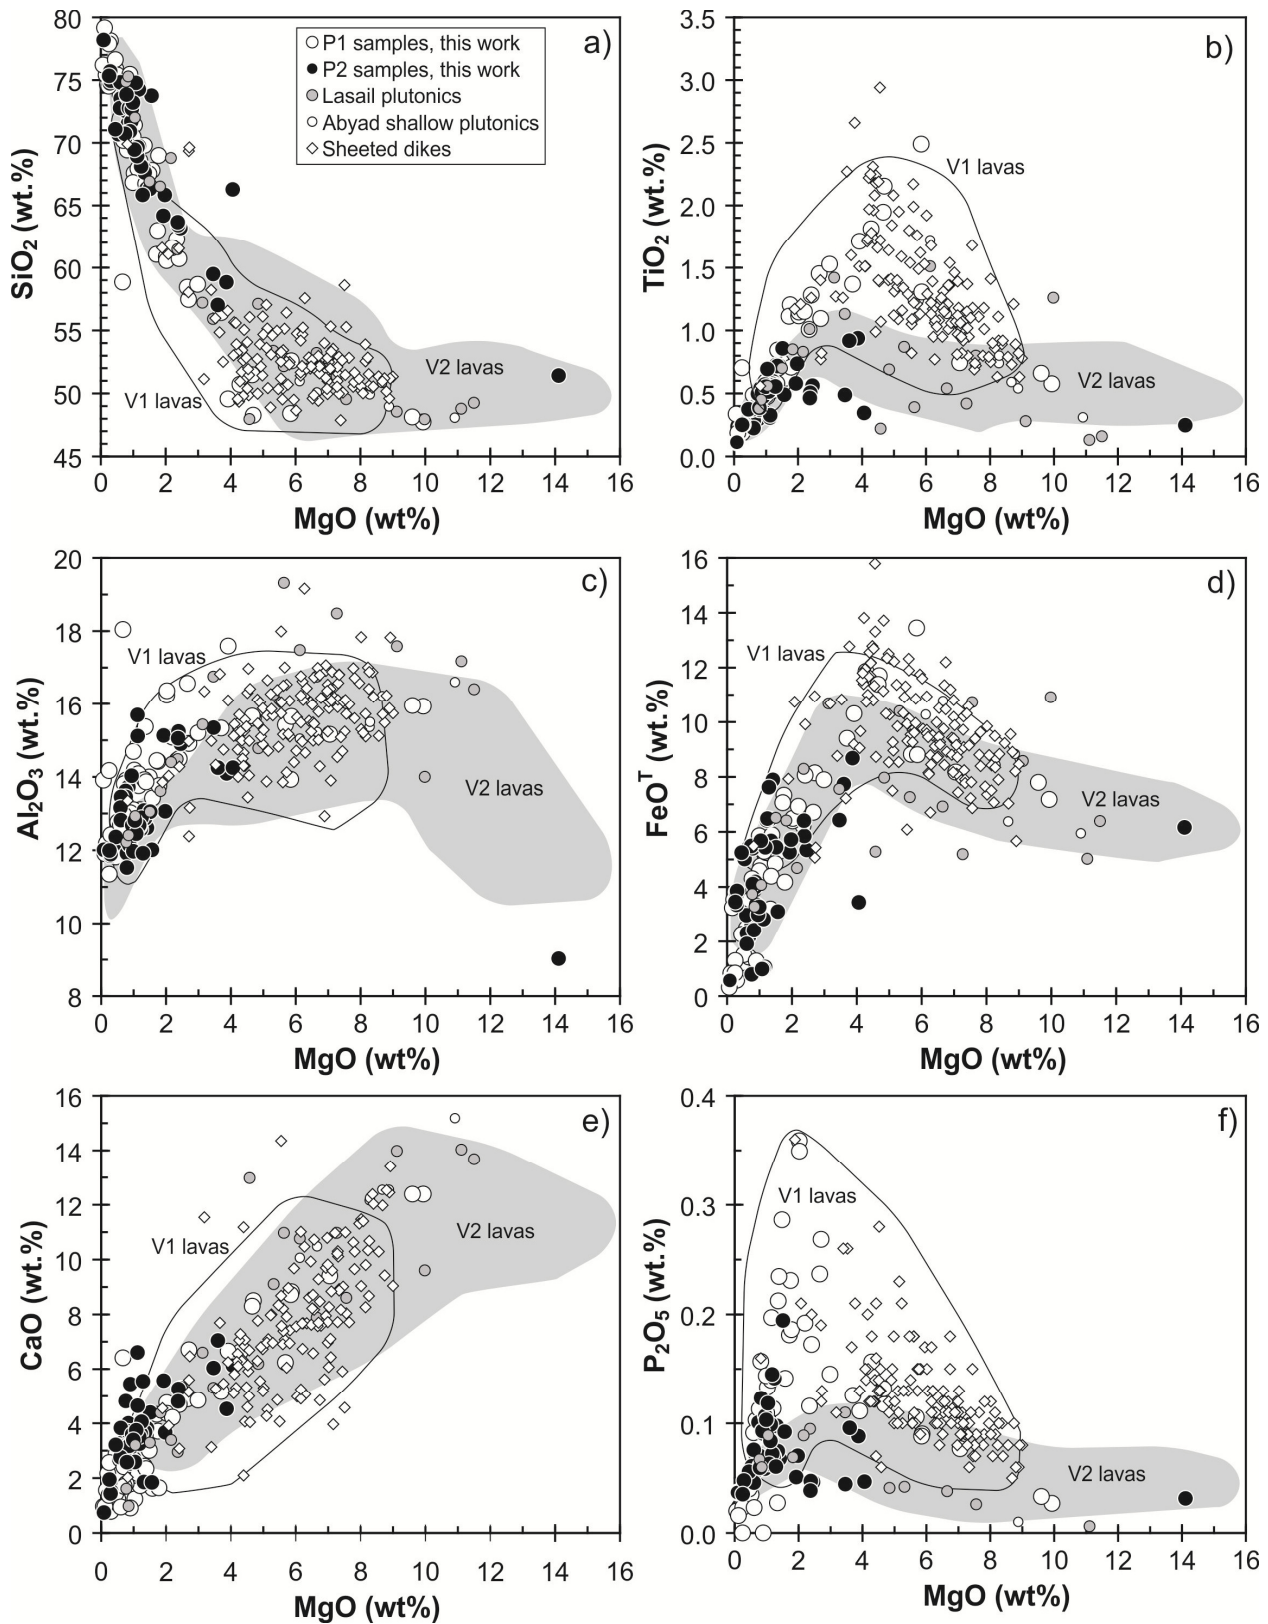 a)
P1 samples, this work
P2 samples, this work
Lasail plutonics
Abyad shallow plutonics
Sheeted dikes
80
75
70
65
60
55
50
45
SiO2 (wt.%)
V1 lavas
V2 lavas
0 2 4 6 8 10 12 14 16
MgO (wt%)
b)
3.5
3.0
2.5
2.0
1.5
1.0
0.5
0.0
TiO2 (wt.%)
V1 lavas
V2 lavas
0 2 4 6 8 10 12 14 16
MgO (wt%)
c)
20
18
16
14
12
10
8
Al2O3 (wt.%)
V1 lavas
V2 lavas
0 2 4 6 8 10 12 14 16
MgO (wt%)
d)
16
14
12
10
8
6
4
2
0
FeOT (wt.%)
V1 lavas
V2 lavas
0 2 4 6 8 10 12 14 16
MgO (wt%)
e)
16
14
12
10
8
6
4
2
0
CaO (wt.%)
V1 lavas
V2 lavas
0 2 4 6 8 10 12 14 16
MgO (wt%)
f)
0.4
0.3
0.2
0.1
0.0
P2O5 (wt.%)
V1 lavas
V2 lavas
0 2 4 6 8 10 12 14 16
MgO (wt%)